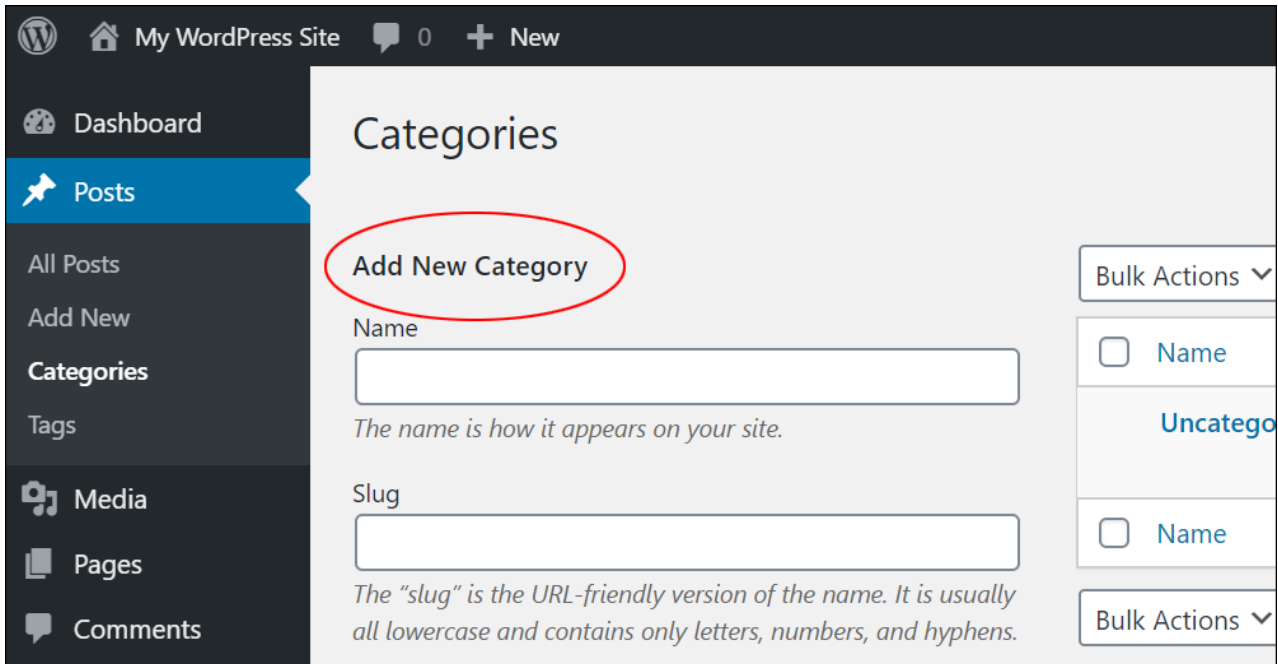 My WordPress Site 0 New
Dashboard
Posts
All Posts
Add New
Categories
Tags
Media
Pages
Comments
Categories
Add New Category
Name
The name is how it appears on your site.
Slug
The “slug” is the URL-friendly version of the name. It is usually
all lowercase and contains only letters, numbers, and hyphens.
Bulk Actions
Name
Uncatego
Name
Bulk Actions